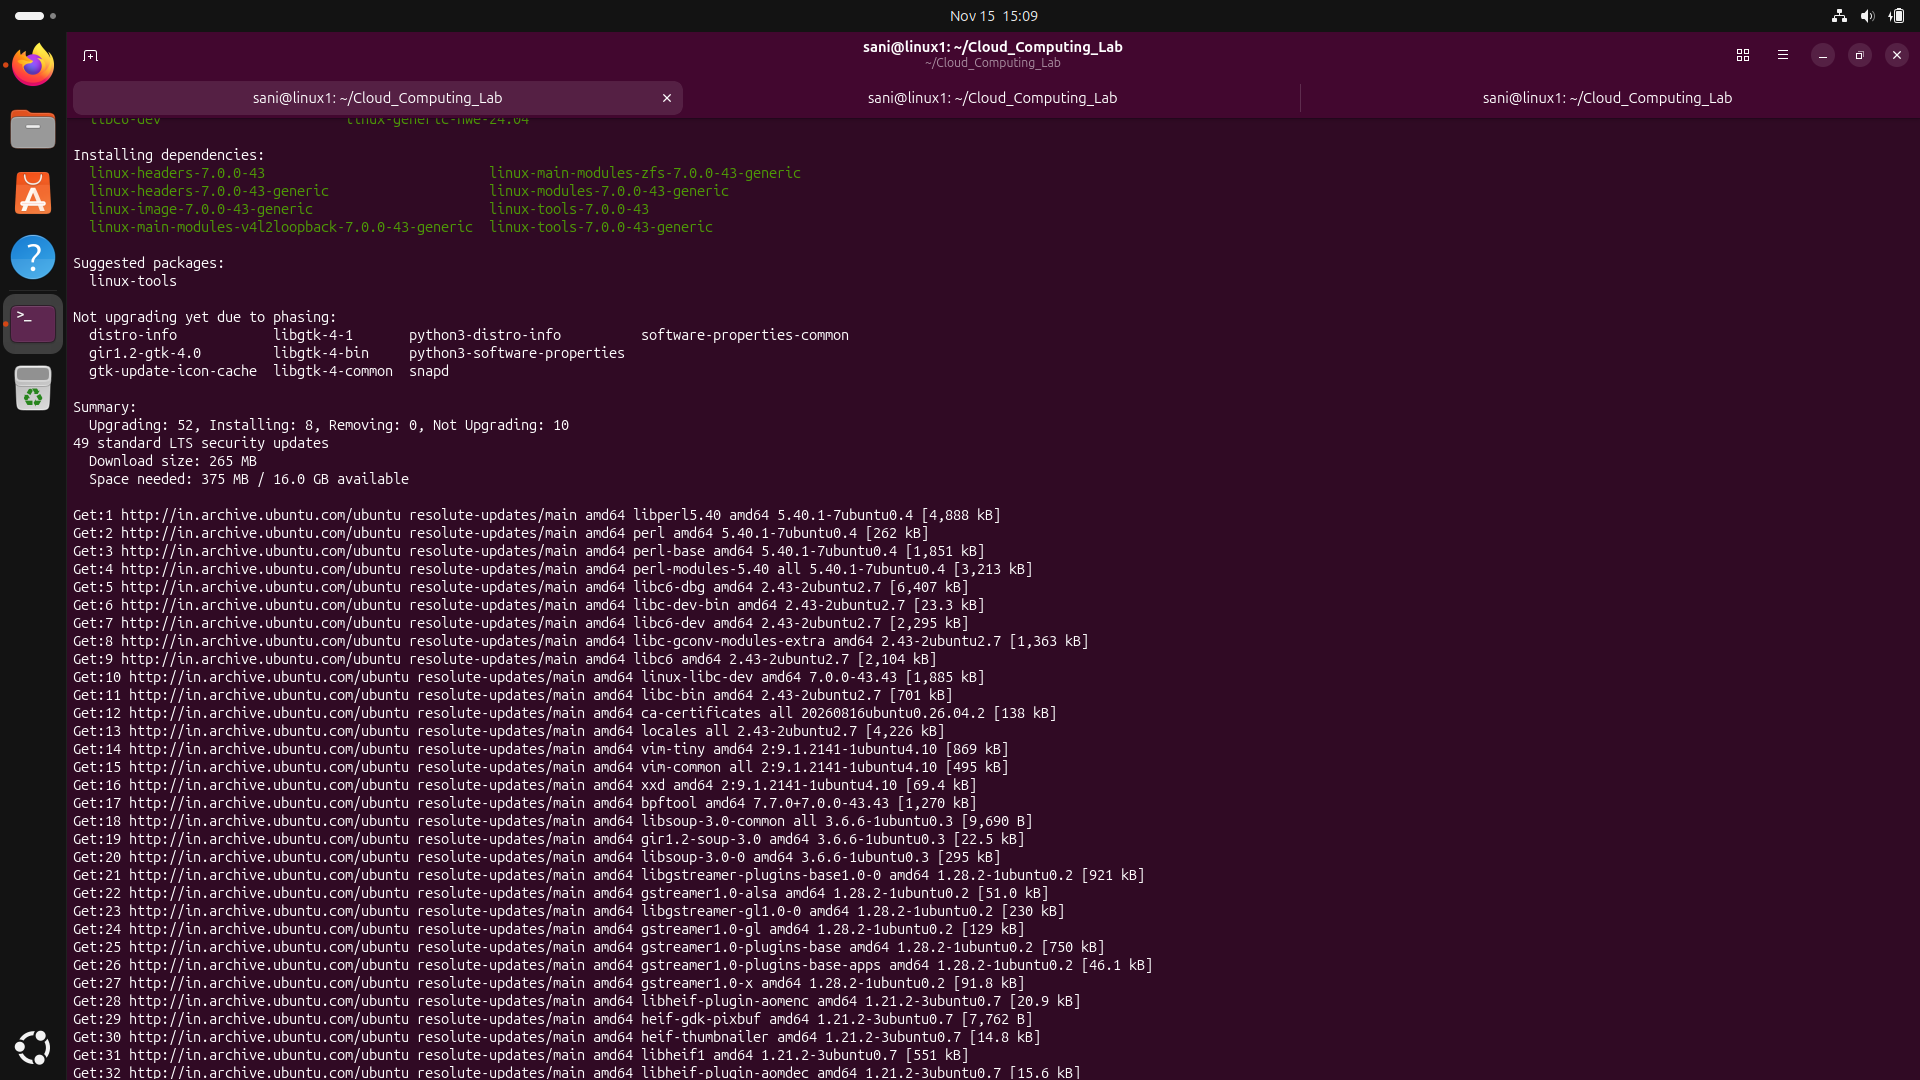 Nov 15 15:09
sani@linux1: ~/Cloud_Computing_Lab
~/Cloud_Computing_Lab
sani@linux1: ~/Cloud_Computing_Lab
sani@linux1: ~/Cloud_Computing_Lab
sani@linux1: ~/Cloud_Computing_Lab
libc6-dev linux-generic-hwe-24.04
Installing dependencies:
linux-headers-7.0.0-43 linux-main-modules-zfs-7.0.0-43-generic
linux-headers-7.0.0-43-generic linux-modules-7.0.0-43-generic
linux-image-7.0.0-43-generic linux-tools-7.0.0-43
linux-main-modules-v4l2loopback-7.0.0-43-generic linux-tools-7.0.0-43-generic
Suggested packages:
linux-tools
Not upgrading yet due to phasing:
distro-info libgtk-4-1 python3-distro-info software-properties-common
gir1.2-gtk-4.0 libgtk-4-bin python3-software-properties
gtk-update-icon-cache libgtk-4-common snapd
Summary:
Upgrading: 52, Installing: 8, Removing: 0, Not Upgrading: 10
49 standard LTS security updates
Download size: 265 MB
Space needed: 375 MB / 16.0 GB available
Get:1 http://in.archive.ubuntu.com/ubuntu resolute-updates/main amd64 libperl5.40 amd64 5.40.1-7ubuntu0.4 [4,888 kB]
Get:2 http://in.archive.ubuntu.com/ubuntu resolute-updates/main amd64 perl amd64 5.40.1-7ubuntu0.4 [262 kB]
Get:3 http://in.archive.ubuntu.com/ubuntu resolute-updates/main amd64 perl-base amd64 5.40.1-7ubuntu0.4 [1,851 kB]
Get:4 http://in.archive.ubuntu.com/ubuntu resolute-updates/main amd64 perl-modules-5.40 all 5.40.1-7ubuntu0.4 [3,213 kB]
Get:5 http://in.archive.ubuntu.com/ubuntu resolute-updates/main amd64 libc6-dbg amd64 2.43-2ubuntu2.7 [6,407 kB]
Get:6 http://in.archive.ubuntu.com/ubuntu resolute-updates/main amd64 libc-dev-bin amd64 2.43-2ubuntu2.7 [23.3 kB]
Get:7 http://in.archive.ubuntu.com/ubuntu resolute-updates/main amd64 libc6-dev amd64 2.43-2ubuntu2.7 [2,295 kB]
Get:8 http://in.archive.ubuntu.com/ubuntu resolute-updates/main amd64 libc-gconv-modules-extra amd64 2.43-2ubuntu2.7 [1,363 kB]
Get:9 http://in.archive.ubuntu.com/ubuntu resolute-updates/main amd64 libc6 amd64 2.43-2ubuntu2.7 [2,104 kB]
Get:10 http://in.archive.ubuntu.com/ubuntu resolute-updates/main amd64 linux-libc-dev amd64 7.0.0-43.43 [1,885 kB]
Get:11 http://in.archive.ubuntu.com/ubuntu resolute-updates/main amd64 libc-bin amd64 2.43-2ubuntu2.7 [701 kB]
Get:12 http://in.archive.ubuntu.com/ubuntu resolute-updates/main amd64 ca-certificates all 20260816ubuntu0.26.04.2 [138 kB]
Get:13 http://in.archive.ubuntu.com/ubuntu resolute-updates/main amd64 locales all 2.43-2ubuntu2.7 [4,226 kB]
Get:14 http://in.archive.ubuntu.com/ubuntu resolute-updates/main amd64 vim-tiny amd64 2:9.1.2141-1ubuntu4.10 [869 kB]
Get:15 http://in.archive.ubuntu.com/ubuntu resolute-updates/main amd64 vim-common all 2:9.1.2141-1ubuntu4.10 [495 kB]
Get:16 http://in.archive.ubuntu.com/ubuntu resolute-updates/main amd64 xxd amd64 2:9.1.2141-1ubuntu4.10 [69.4 kB]
Get:17 http://in.archive.ubuntu.com/ubuntu resolute-updates/main amd64 bpftool amd64 7.7.0+7.0.0-43.43 [1,270 kB]
Get:18 http://in.archive.ubuntu.com/ubuntu resolute-updates/main amd64 libsoup-3.0-common all 3.6.6-1ubuntu0.3 [9,690 B]
Get:19 http://in.archive.ubuntu.com/ubuntu resolute-updates/main amd64 gir1.2-soup-3.0 amd64 3.6.6-1ubuntu0.3 [22.5 kB]
Get:20 http://in.archive.ubuntu.com/ubuntu resolute-updates/main amd64 libsoup-3.0-0 amd64 3.6.6-1ubuntu0.3 [295 kB]
Get:21 http://in.archive.ubuntu.com/ubuntu resolute-updates/main amd64 libgstreamer-plugins-base1.0-0 amd64 1.28.2-1ubuntu0.2 [921 kB]
Get:22 http://in.archive.ubuntu.com/ubuntu resolute-updates/main amd64 gstreamer1.0-alsa amd64 1.28.2-1ubuntu0.2 [51.0 kB]
Get:23 http://in.archive.ubuntu.com/ubuntu resolute-updates/main amd64 libgstreamer-gl1.0-0 amd64 1.28.2-1ubuntu0.2 [230 kB]
Get:24 http://in.archive.ubuntu.com/ubuntu resolute-updates/main amd64 gstreamer1.0-gl amd64 1.28.2-1ubuntu0.2 [129 kB]
Get:25 http://in.archive.ubuntu.com/ubuntu resolute-updates/main amd64 gstreamer1.0-plugins-base amd64 1.28.2-1ubuntu0.2 [750 kB]
Get:26 http://in.archive.ubuntu.com/ubuntu resolute-updates/main amd64 gstreamer1.0-plugins-base-apps amd64 1.28.2-1ubuntu0.2 [46.1 kB]
Get:27 http://in.archive.ubuntu.com/ubuntu resolute-updates/main amd64 gstreamer1.0-x amd64 1.28.2-1ubuntu0.2 [91.8 kB]
Get:28 http://in.archive.ubuntu.com/ubuntu resolute-updates/main amd64 libheif-plugin-aomenc amd64 1.21.2-3ubuntu0.7 [20.9 kB]
Get:29 http://in.archive.ubuntu.com/ubuntu resolute-updates/main amd64 heif-gdk-pixbuf amd64 1.21.2-3ubuntu0.7 [7,762 B]
Get:30 http://in.archive.ubuntu.com/ubuntu resolute-updates/main amd64 heif-thumbnailer amd64 1.21.2-3ubuntu0.7 [14.8 kB]
Get:31 http://in.archive.ubuntu.com/ubuntu resolute-updates/main amd64 libheif1 amd64 1.21.2-3ubuntu0.7 [551 kB]
Get:32 http://in.archive.ubuntu.com/ubuntu resolute-updates/main amd64 libheif-plugin-aomdec amd64 1.21.2-3ubuntu0.7 [15.6 kB]